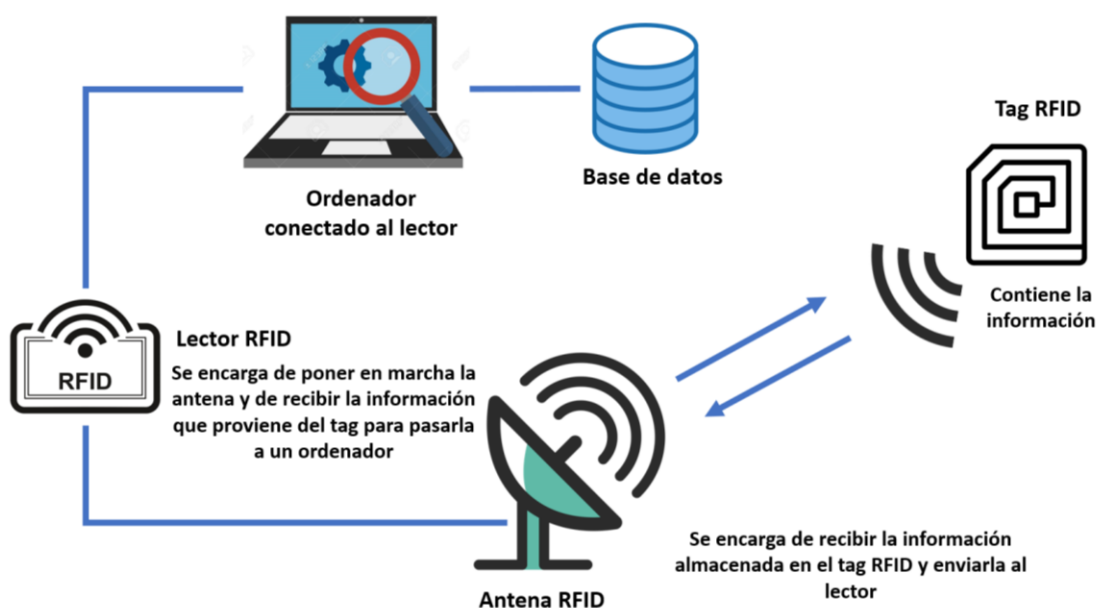 Tag RFID
Base de datos
Ordenador
conectado al lector
Contiene la
información
Lector RFID
RFID
Se encarga de poner en marcha la
antena y de recibir la información
que proviene del tag para pasarla
a un ordenador
Se encarga de recibir la información
almacenada en el tag RFID y enviarla al
lector
Antena RFID